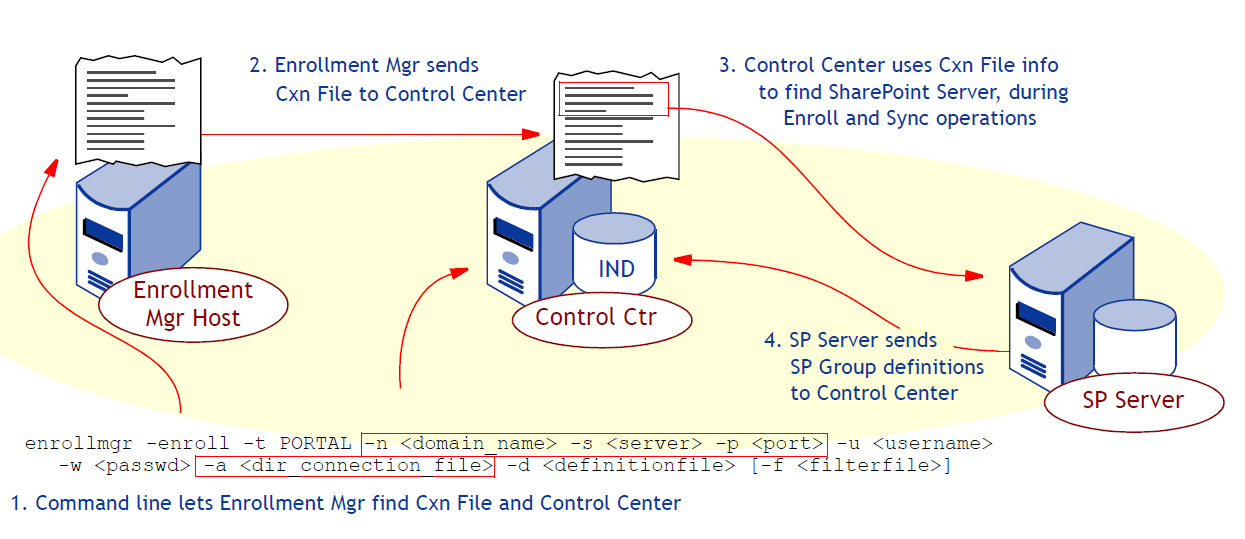 2. Enrollment Mgr sends
Cxn File to Control Center
3. Control Center uses Cxn File info
to find SharePoint Server, during
Enroll and Sync operations
IND
Enrollment
Mgr Host
Control Ctr
4. SP Server sends
SP Group definitions
to Control Center
SP Server
enrollmgr -enroll -t PORTAL -n <domain_name> -s <server> -p <port> -u <username>
-w <passwd> -a <dir_connection_file> -d <definitionfile> [-f <filterfile>]
1. Command line lets Enrollment Mgr find Cxn File and Control Center